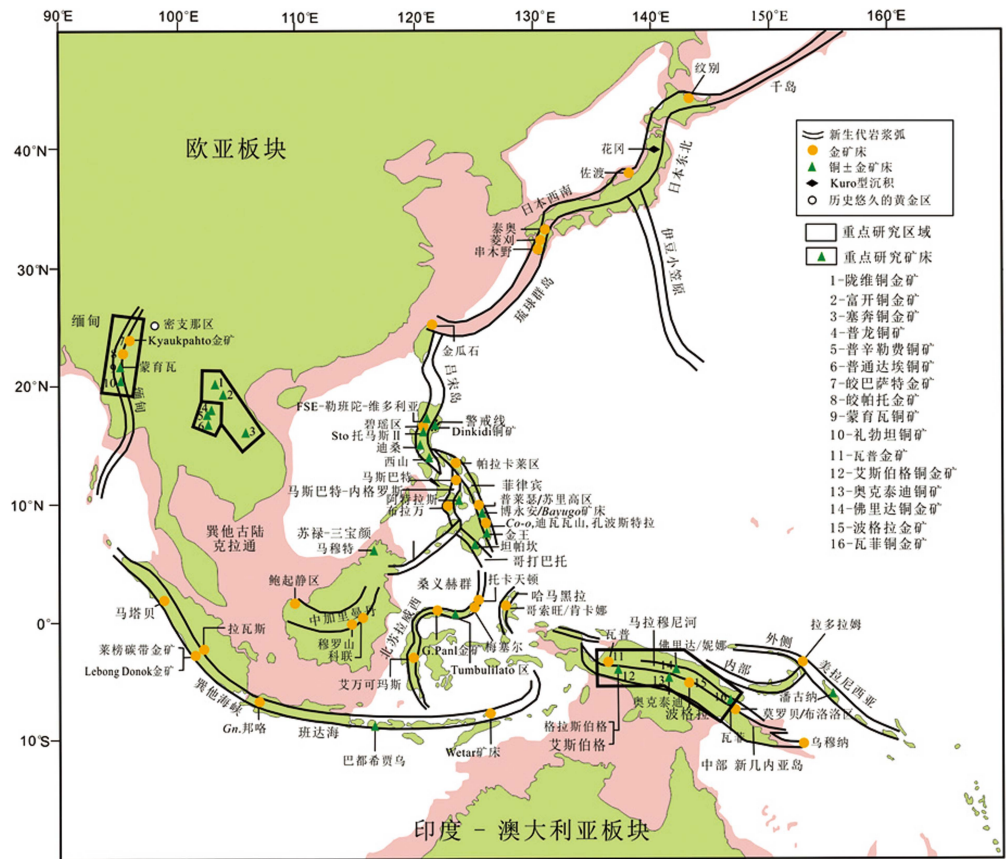 90°E
100°E
110°E
120°E
130°E
140°E
150°E
160°E
40°N
30°N
20°N
10°N
0°
10°S
欧亚板块
纹别
千岛
花冈
佐渡
日本东北
日本西南
泰奥
菱刈
串木野
伊豆小笠原
琉球群岛
金瓜石
吕宋岛
新生代岩浆弧
金矿床
铜±金矿床
Kuro型沉积
历史悠久的黄金区
重点研究区域
重点研究矿床
1-陇维铜金矿
2-富开铜金矿
3-塞奔铜金矿
4-普龙铜矿
5-普辛勒费铜矿
6-普通达埃铜矿
7-皎巴萨特金矿
8-皎帕托金矿
9-蒙育瓦铜矿
10-礼勃坦铜矿
11-瓦普金矿
12-艾斯伯格铜金矿
13-奥克泰迪铜矿
14-佛里达铜金矿
15-波格拉金矿
16-瓦菲铜金矿
缅甸
密支那区
7
Kyaukpahto金矿
8
9
蒙育瓦
10
缅甸
1
2
3
4
5
6
FSE-勒班陀-维多利亚
碧瑶区
Sto 托马斯 II
迪桑
西山
警戒线
Dinkidi铜矿
马斯巴特
马斯巴特-内格罗斯
阿特拉斯
布拉万
帕拉卡莱区
菲律宾
普莱瑟/苏里高区
博永安/Bayugo矿床
Co-o,迪瓦瓦山,孔波斯特拉
金王
坦帕坎
哥打巴托
苏禄-三宝颜
马穆特
巽他古陆
克拉通
鲍起静区
中加里曼丹
穆罗山
科联
马塔贝
拉瓦斯
莱榜碳带金矿
Lebong Donok金矿
巽他海峡
Gn.邦咯
班达海
巴都希贾乌
桑义赫群
托卡天顿
北苏拉威西
G.Panl金矿
梅塞尔
Tumbulilato 区
艾万可玛斯
Wetar矿床
哈马黑拉
哥索旺/肯卡娜
马拉穆尼河
瓦普
佛里达/妮娜
11
12
13
14
15
16
奥克泰迪
波格拉
格拉斯伯格
艾斯伯格
内部
外侧
拉多拉姆
美拉尼西亚
潘古纳
莫罗贝/布洛洛区
瓦菲
乌穆纳
中部 新几内亚岛
印度 - 澳大利亚板块